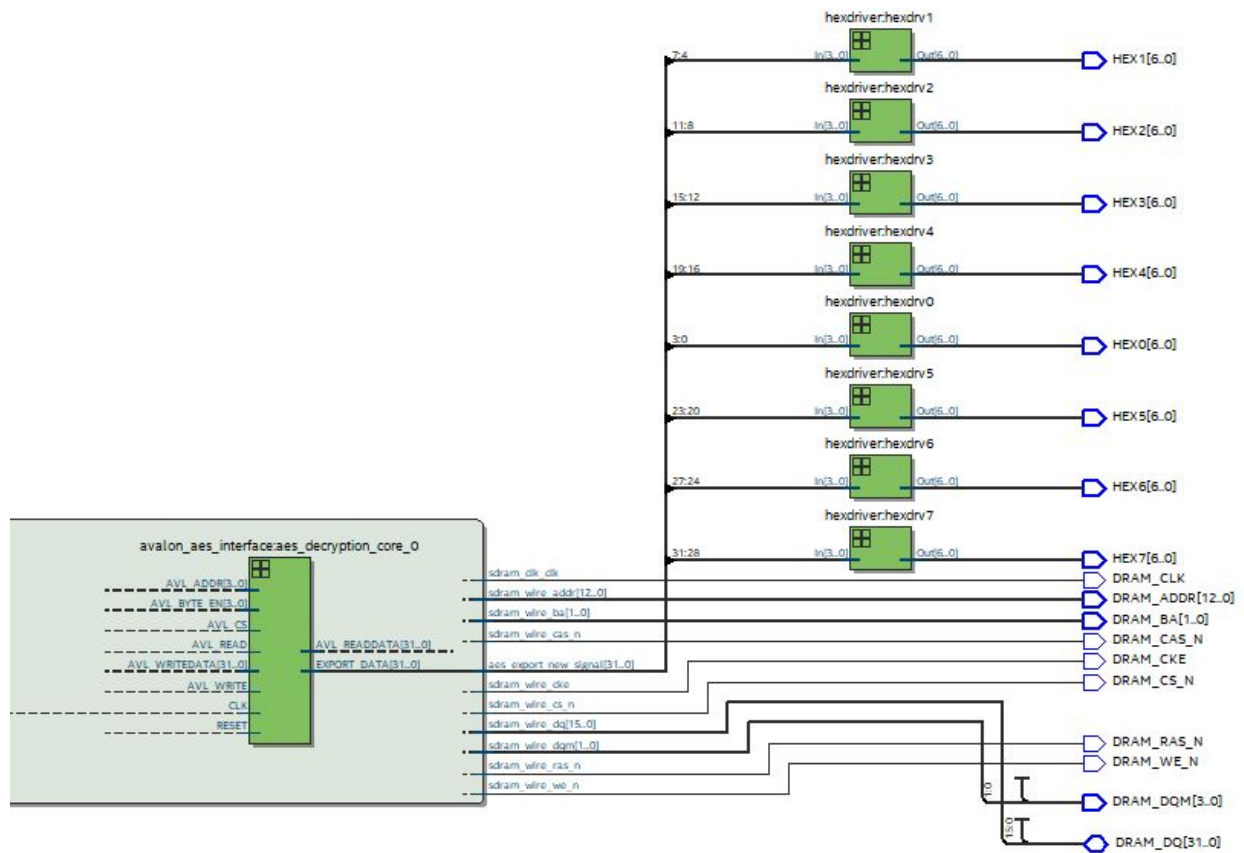 hexdriver:hexdrv1
7:4 In[3..0] Out[6..0] HEX1[6..0]
hexdriver:hexdrv2
11:8 In[3..0] Out[6..0] HEX2[6..0]
hexdriver:hexdrv3
15:12 In[3..0] Out[6..0] HEX3[6..0]
hexdriver:hexdrv4
19:16 In[3..0] Out[6..0] HEX4[6..0]
hexdriver:hexdrv0
3:0 In[3..0] Out[6..0] HEX0[6..0]
hexdriver:hexdrv5
23:20 In[3..0] Out[6..0] HEX5[6..0]
hexdriver:hexdrv6
27:24 In[3..0] Out[6..0] HEX6[6..0]
hexdriver:hexdrv7
31:28 In[3..0] Out[6..0] HEX7[6..0]
avalon_aes_interface:aes_decryption_core_0
AVL_ADDR[3..0]
AVL_BYTE_EN[3..0]
AVL_CS
AVL_READ
AVL_WRITEDATA[31..0]
AVL_WRITE
CLK
RESET
AVL_READDATA[31..0]
EXPORT_DATA[31..0]
sdram_clk_clk
sdram_wire_addr[12..0]
sdram_wire_ba[1..0]
sdram_wire_cas_n
aes_export_new_signal[31..0]
sdram_wire_cke
sdram_wire_cs_n
sdram_wire_dq[15..0]
sdram_wire_dqm[1..0]
sdram_wire_ras_n
sdram_wire_we_n
DRAM_CLK
DRAM_ADDR[12..0]
DRAM_BA[1..0]
DRAM_CAS_N
DRAM_CKE
DRAM_CS_N
DRAM_RAS_N
DRAM_WE_N
1:0 DRAM_DQM[3..0]
15:0 DRAM_DQ[31..0]